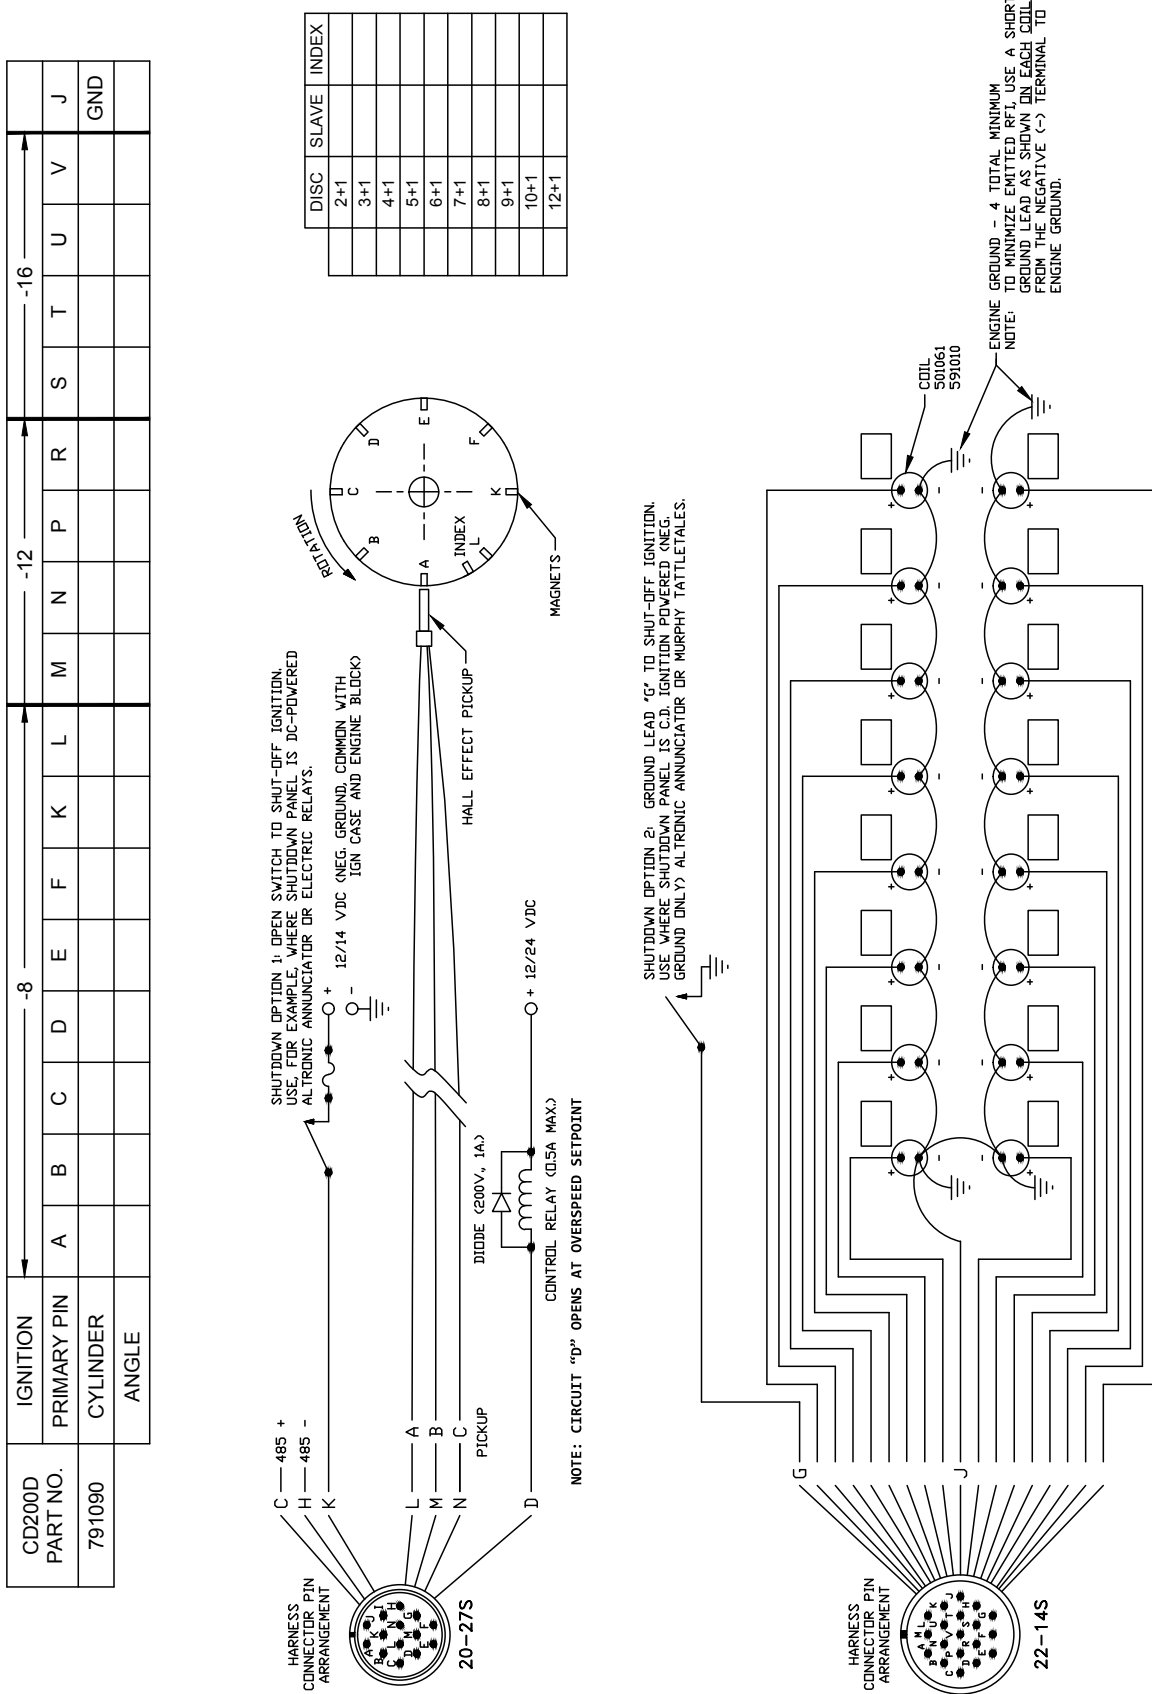 CD200D
PART NO.
791090
IGNITION
-8
-12
-16
PRIMARY PIN A B C D E F K L M N P R S T U V J
CYLINDER GND
ANGLE
DISC SLAVE INDEX
2+1
3+1
4+1
5+1
6+1
7+1
8+1
9+1
10+1
12+1
HARNESS
CONNECTOR PIN
ARRANGEMENT
20-27S
C 485 +
H 485 -
K
L A
M B
N C
PICKUP
D
SHUTDOWN OPTION 1: OPEN SWITCH TO SHUT-OFF IGNITION.
USE, FOR EXAMPLE, WHERE SHUTDOWN PANEL IS DC-POWERED
ALTRONIC ANNUNCIATOR OR ELECTRIC RELAYS.
+
12/14 VDC (NEG. GROUND, COMMON WITH
IGN CASE AND ENGINE BLOCK)
-
HALL EFFECT PICKUP
ROTATION
A
B
C
D
E
F
K
L
INDEX
MAGNETS
DIODE (200V., 1A.)
+ 12/24 VDC
CONTROL RELAY (0.5A MAX.)
NOTE: CIRCUIT “D” OPENS AT OVERSPEED SETPOINT
SHUTDOWN OPTION 2: GROUND LEAD "G" TO SHUT-OFF IGNITION.
USE WHERE SHUTDOWN PANEL IS C.D. IGNITION POWERED (NEG.
GROUND ONLY) ALTRONIC ANNUNCIATOR OR MURPHY TATTLETALES.
HARNESS
CONNECTOR PIN
ARRANGEMENT
22-14S
G
J
COIL
501061
591010
ENGINE GROUND - 4 TOTAL MINIMUM
NOTE: TO MINIMIZE EMITTED RFI, USE A SHORT
GROUND LEAD AS SHOWN ON EACH COIL
FROM THE NEGATIVE (-) TERMINAL TO
ENGINE GROUND.